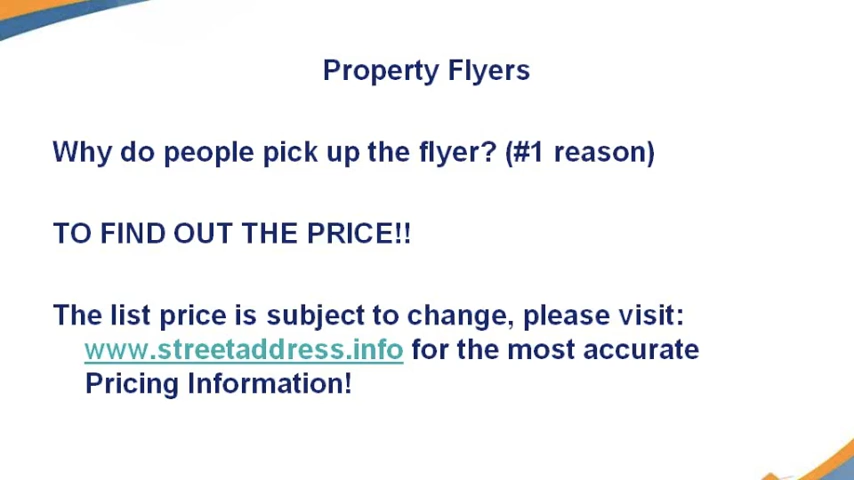 Property Flyers
Why do people pick up the flyer? (#1 reason)
TO FIND OUT THE PRICE!!
The list price is subject to change, please visit:
www.streetaddress.info for the most accurate
Pricing Information!